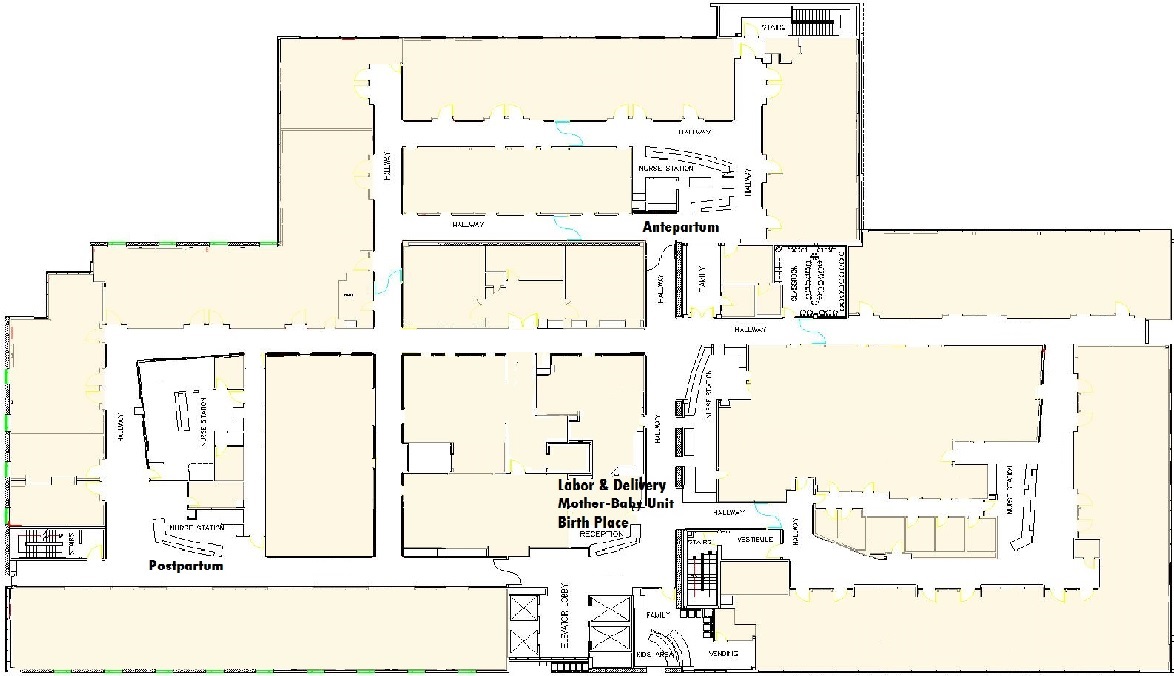 STAIRS
HALLWAY
HALLWAY
NURSE STATION
HALLWAY
HALLWAY
Antepartum
HALLWAY
FAMILY
CLASSROOM
HALLWAY
HALLWAY
NURSE STATION
NURSE STATION
HALLWAY
Labor & Delivery
Mother-Baby Unit
Birth Place
RECEPTION
NURSE STATION
HALLWAY
NURSE STATION
HALLWAY
STAIRS
STAIRS
VESTIBULE
Postpartum
ELEVATOR LOBBY
FAMILY
KIDS AREA
VENDING